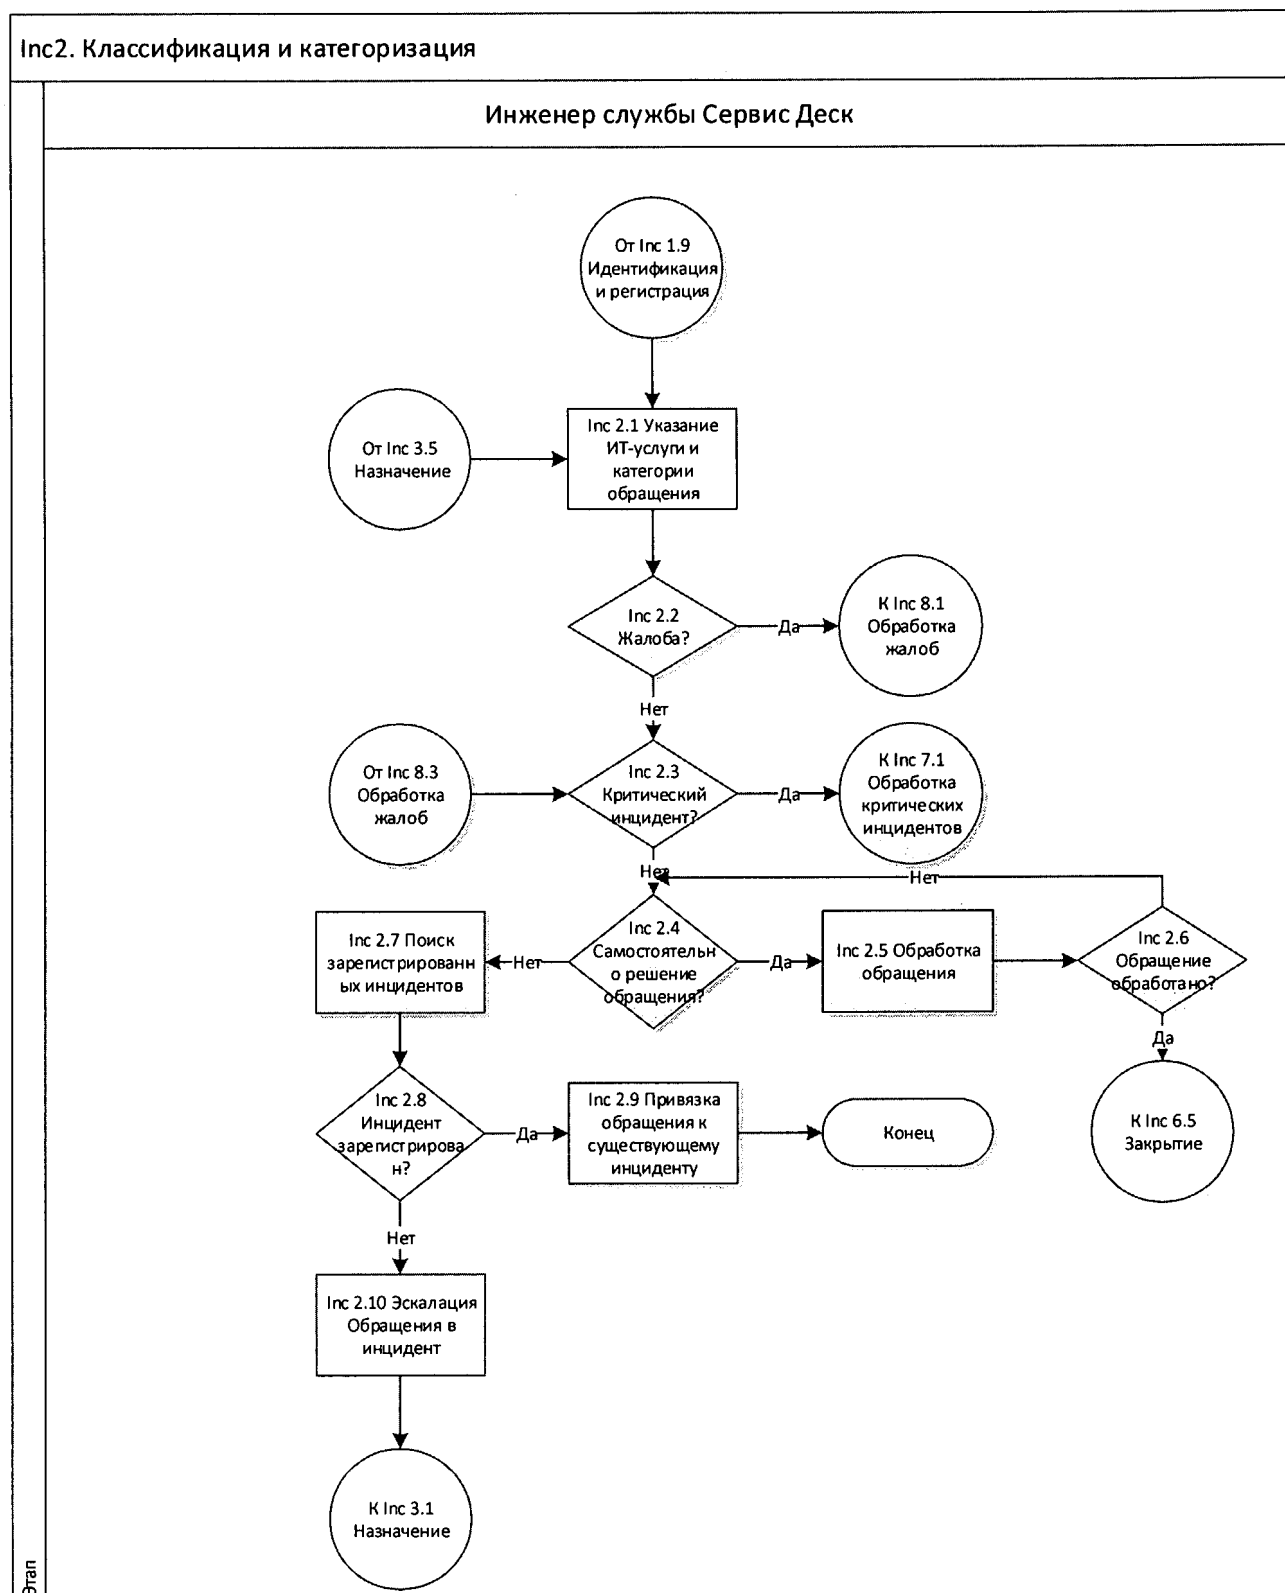 Inc2. Классификация и категоризация
Инженер службы Сервис Деск
От Inc 1.9
Идентификация
и регистрация
От Inc 3.5
Назначение
Inc 2.1 Указание
ИТ-услуги и
категории
обращения
Inc 2.2
Жалоба?
Да
К Inc 8.1
Обработка
жалоб
Нет
От Inc 8.3
Обработка
жалоб
Inc 2.3
Критический
инцидент?
Да
К Inc 7.1
Обработка
критических
инцидентов
Нет
Нет
Inc 2.7 Поиск
зарегистрированн
ых инцидентов
Нет
Inc 2.4
Самостоятельн
о решение
обращения?
Да
Inc 2.5 Обработка
обращения
Inc 2.6
Обращение
обработано?
Да
Inc 2.8
Инцидент
зарегистрирова
н?
Да
Inc 2.9 Привязка
обращения к
существующему
инциденту
Конец
К Inc 6.5
Закрытие
Нет
Inc 2.10 Эскалация
Обращения в
инцидент
К Inc 3.1
Назначение
Этап